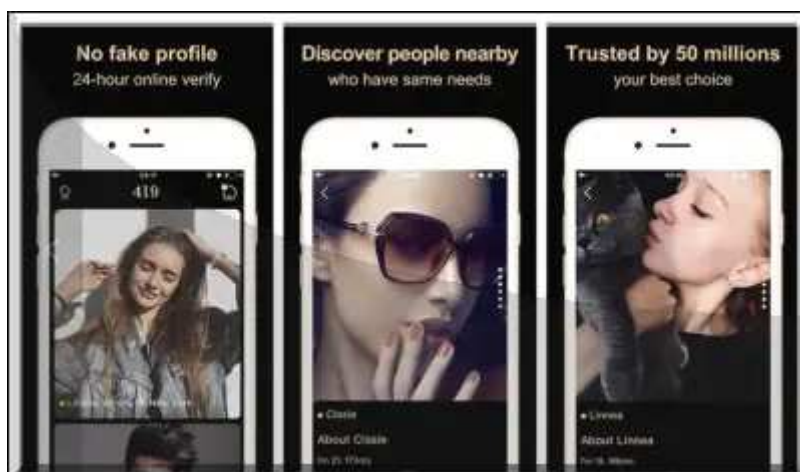 No fake profile
24-hour online verify
419
Discover people nearby
who have same needs
Cissie
About Cissie
Trusted by 50 millions
your best choice
Linnea
About Linnea